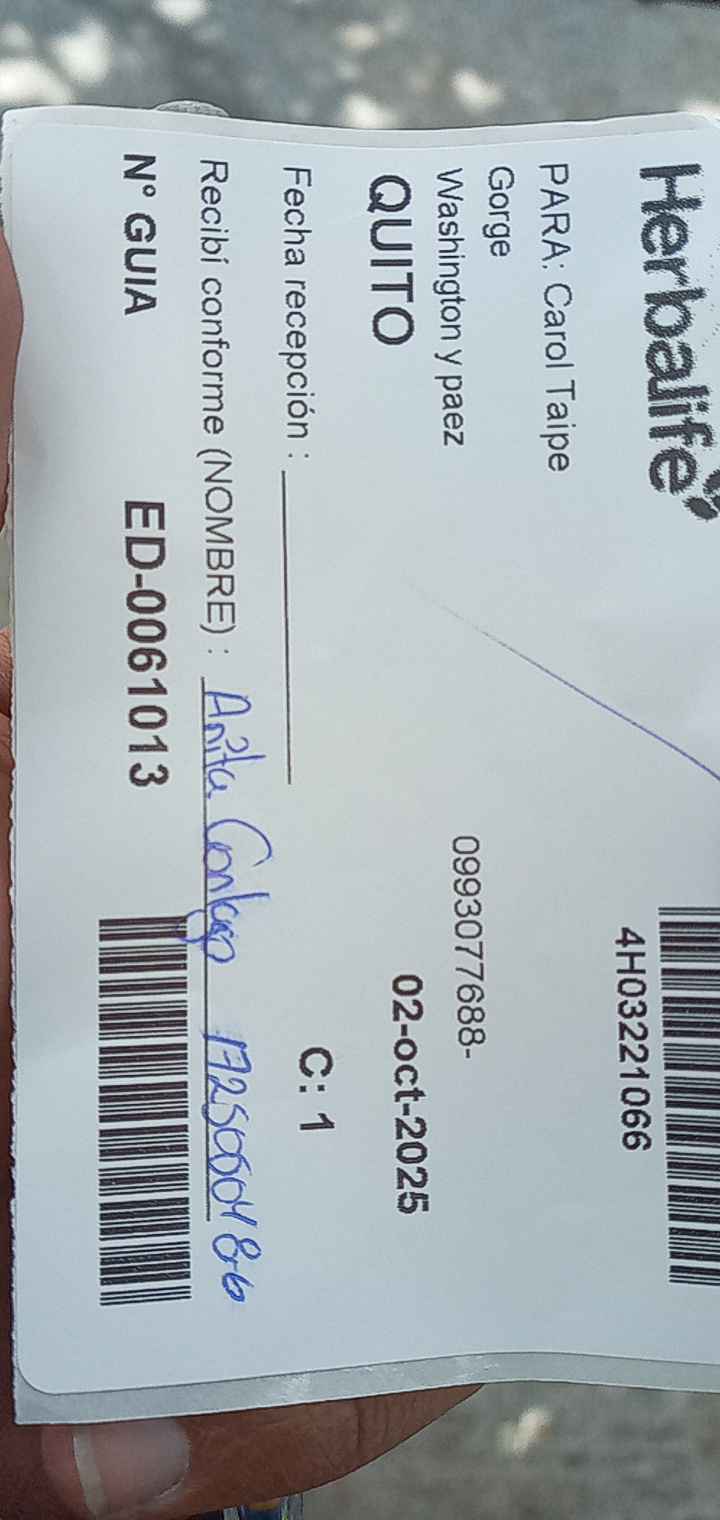 Herbalife
4H03221066
PARA: Carol Taipe
Gorge
Washington y paez
0993077688-
QUITO
02-oct-2025
Fecha recepción :
C: 1
Recibí conforme (NOMBRE) : Anita
N° GUIA ED-0061013